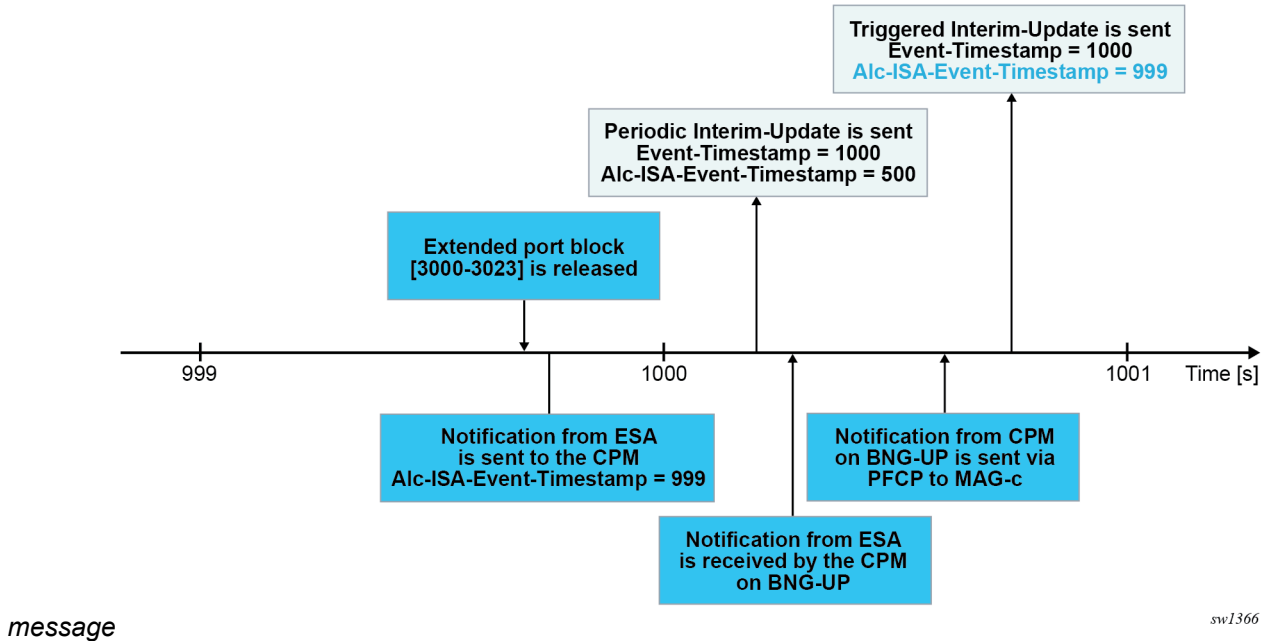 Triggered Interim-Update is sent
Event-Timestamp = 1000
Alc-ISA-Event-Timestamp = 999
Periodic Interim-Update is sent
Event-Timestamp = 1000
Alc-ISA-Event-Timestamp = 500
Extended port block
[3000-3023] is released
999
1000
1001
Time [s]
Notification from ESA
is sent to the CPM
Alc-ISA-Event-Timestamp = 999
Notification from CPM
on BNG-UP is sent via
PFCP to MAG-c
Notification from ESA
is received by the CPM
on BNG-UP
sw1366
message